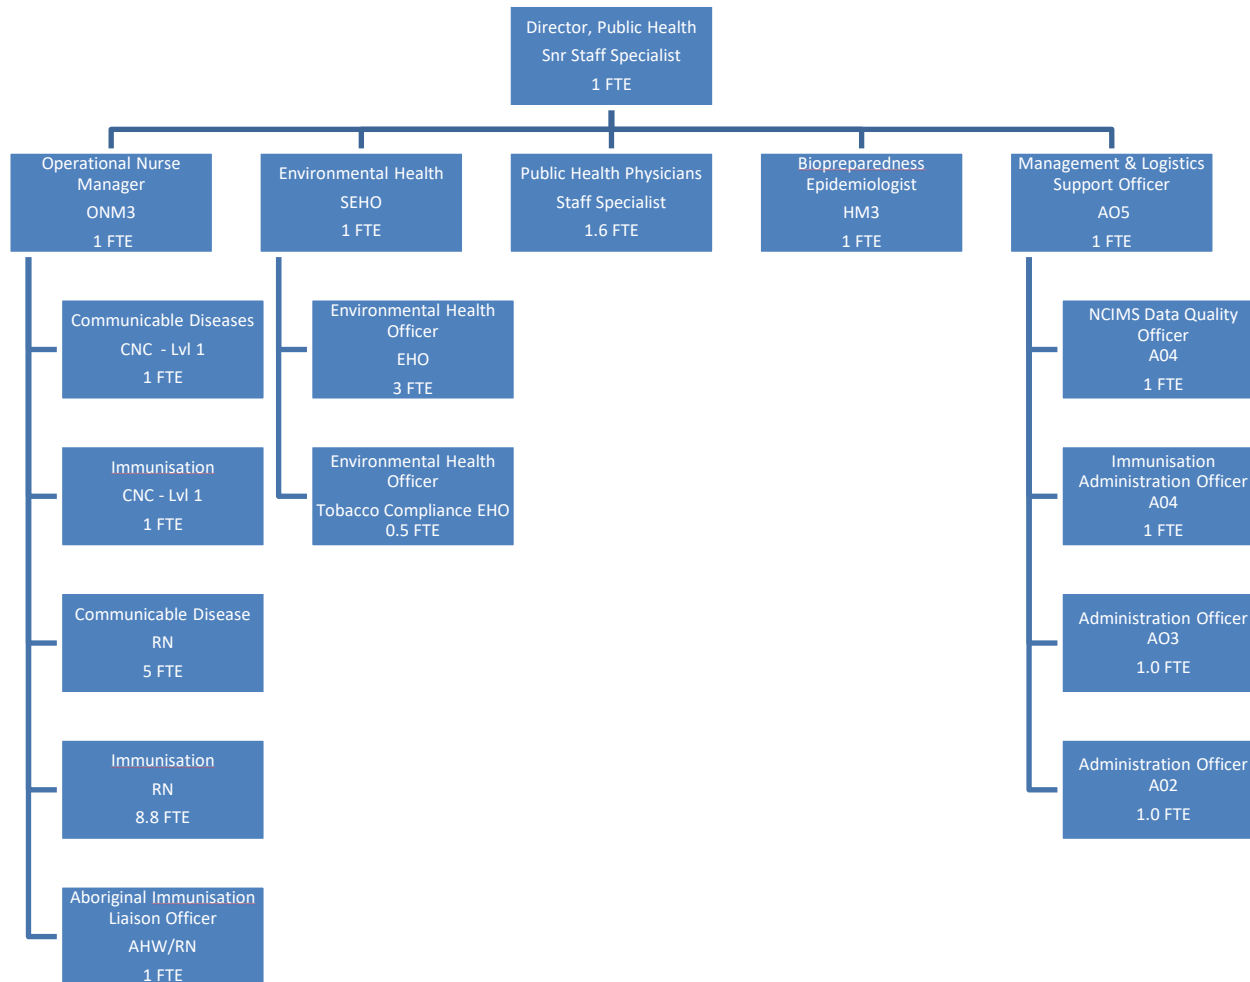 Director, Public Health
Snr Staff Specialist
1 FTE
Operational Nurse
Manager
ONM3
1 FTE
Environmental Health
SEHO
1 FTE
Public Health Physicians
Staff Specialist
1.6 FTE
Biopreparedness
Epidemiologist
HM3
1 FTE
Management & Logistics
Support Officer
AO5
1 FTE
Communicable Diseases
CNC  - Lvl 1
1 FTE
Immunisation
CNC - Lvl 1
1 FTE
Communicable Disease
RN
5 FTE
Immunisation
RN
8.8 FTE
Aboriginal Immunisation
Liaison Officer
AHW/RN
1 FTE
Environmental Health
Officer
EHO
3 FTE
Environmental Health
Officer
Tobacco Compliance EHO
0.5 FTE
NCIMS Data Quality
Officer
A04
1 FTE
Immunisation
Administration Officer
A04
1 FTE
Administration Officer
AO3
1.0 FTE
Administration Officer
A02
1.0 FTE